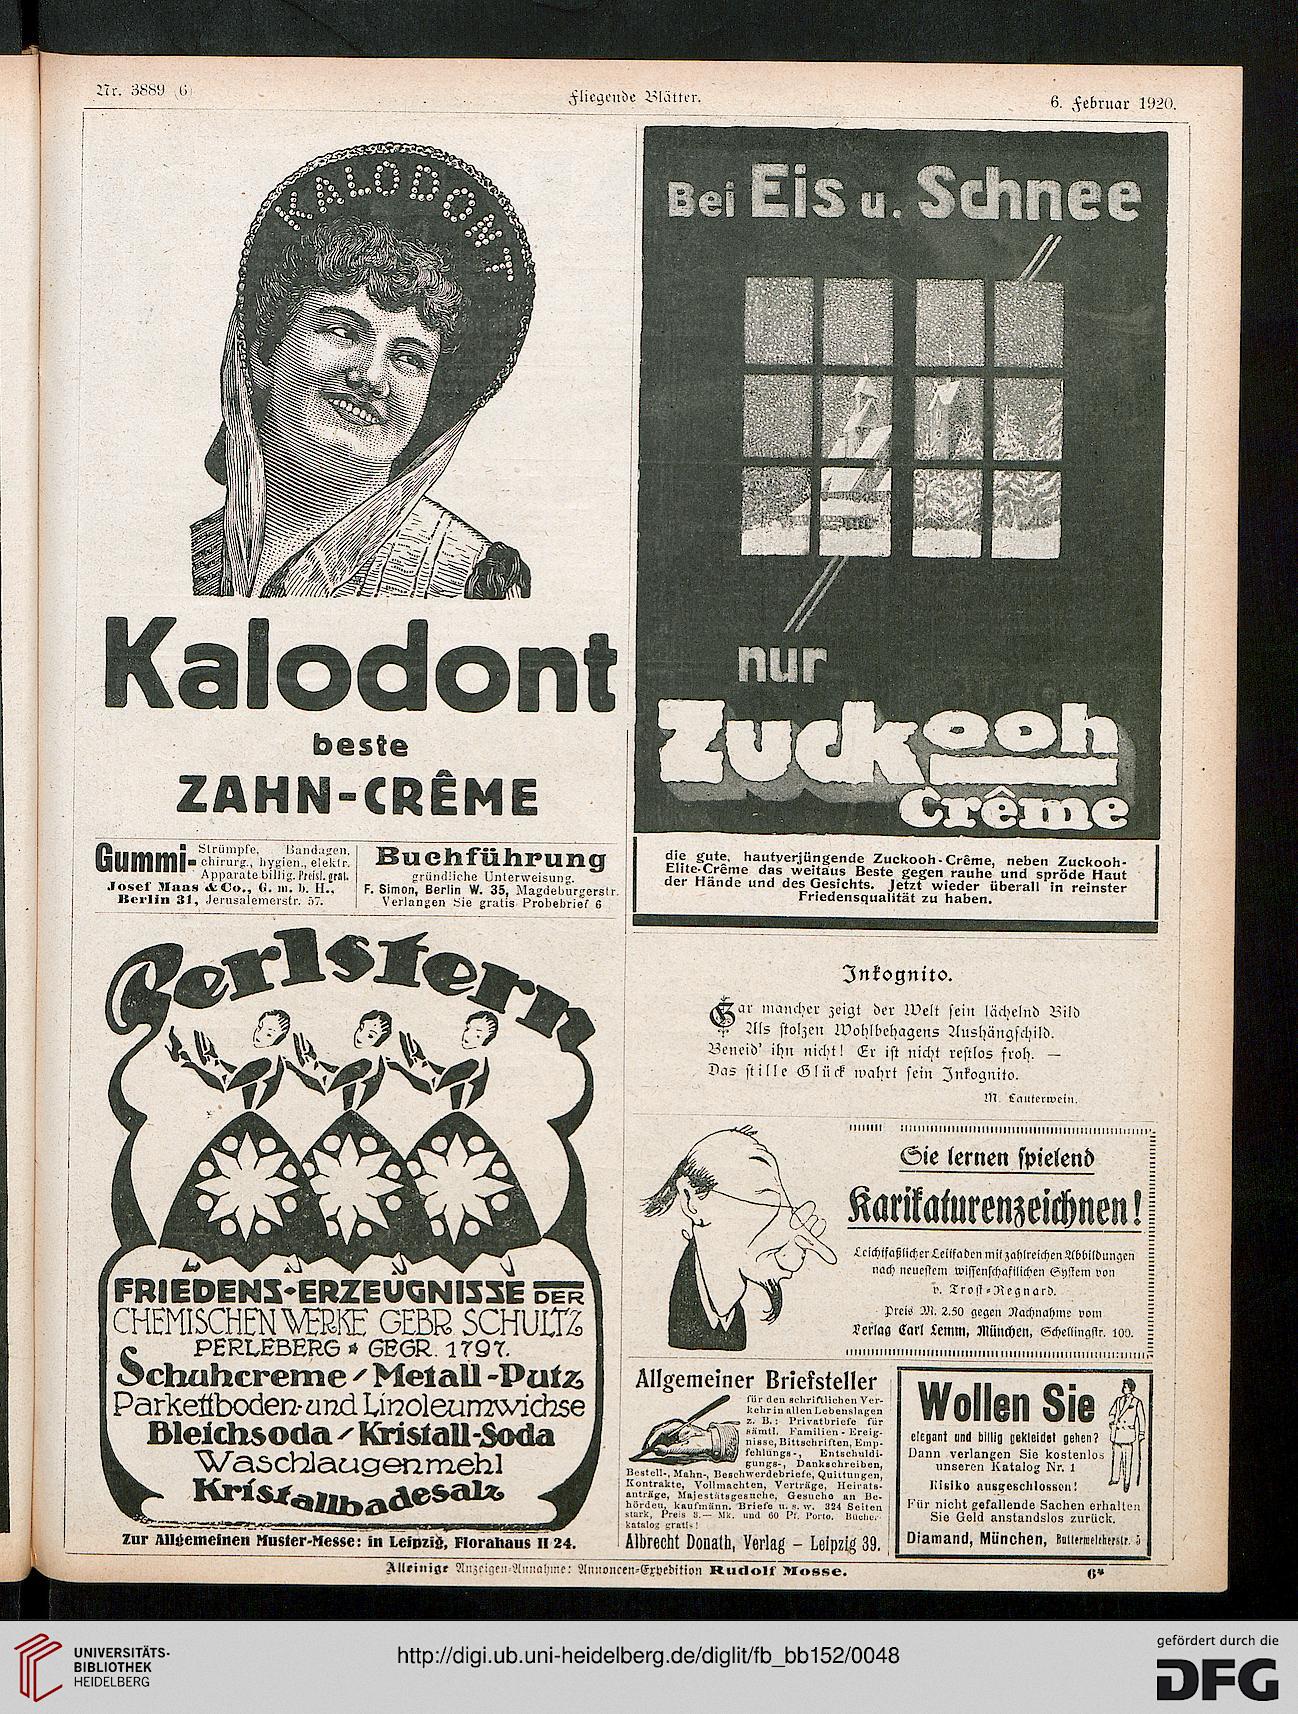 Nr. 3889 (6)
Fliegende Blätter.
6. Februar 1920.
KALODONT
Kalodont
beste
ZAHN-CRÊME
Gummi-
Strümpfe, Bandagen,
chirurg., hygien., elektr.
Apparate billig. Preisl. grat.
Josef Maas & Co., G. m. b. H.,
Berlin 31, Jerusalemerstr. 57.
Buchführung
gründliche Unterweisung.
F. Simon, Berlin W. 35, Magdeburgerstr.
Verlangen Sie gratis Probebrief 6
Perlstern
FRIEDENS-ERZEUGNISSE DER
CHEMISCHEN WERKE GEBR. SCHULTZ
PERLEBERG * GEGR. 1797.
Schuhcreme / Metall-Putz
Parkettboden- und Linoleumwichse
Bleichsoda / Kristall-Soda
Waschlaugenmehl
Kristallbadesalz
Zur Allgemeinen Muster-Messe: in Leipzig, Florahaus II 24.
Bei Eis u. Schnee
nur
Zuckooh
Crême
die gute, hautverjüngende Zuckooh-Crême, neben Zuckooh-
Elite-Crême das weitaus Beste gegen rauhe und spröde Haut
der Hände und des Gesichts. Jetzt wieder überall in reinster
Friedensqualität zu haben.
Inkognito.
Gar mancher zeigt der Welt sein lächelnd Bild
Als stolzen Wohlbehagens Aushängschild.
Beneid' ihn nicht! Er ist nicht restlos froh. —
Das stille Glück wahrt sein Inkognito.
M. Lauterwein.
Sie lernen spielend
Karikaturenzeichnen!
Leichtfaßlicher Leitfaden mit zahlreichen Abbildungen
nach neuestem wissenschaftlichen System von
v. Trost-Regnard.
Preis M. 2.50 gegen Nachnahme vom
Verlag Carl Lemm, München, Schellingstr. 100.
Allgemeiner Briefsteller
für den schriftlichen Ver-
kehr in allen Lebenslagen
z. B.: Privatbriefe für
sämtl. Familien-Ereig-
nisse, Bittschriften, Emp-
fehlungs-, Entschuldi-
gungs-, Dankschreiben,
Bestell-, Mahn-, Beschwerdebriefe, Quittungen,
Kontrakte, Vollmachten, Verträge, Heirats-
anträge, Majestätsgesuche, Gesuche an Be-
hörden, kaufmänn. Briefe u. s. w. 324 Seiten
stark, Preis 3.— Mk. und 60 Pf. Porto. Bücher-
katalog gratis!
Albrecht Donath, Verlag – Leipzig 39.
Wollen Sie
elegant und billig gekleidet gehen?
Dann verlangen Sie kostenlos
unseren Katalog Nr. 1
Risiko ausgeschlossen!
Für nicht gefallende Sachen erhalten
Sie Geld anstandslos zurück.
Diamand, München, Buttermelcherstr. 5
Alleinige Anzeigen-Annahme: Annoncen-Expedition Rudolf Mosse.
6*
UNIVERSITÄTS-
BIBLIOTHEK
HEIDELBERG
http://digi.ub.uni-heidelberg.de/diglit/fb_bb152/0048
gefördert durch die
DFG